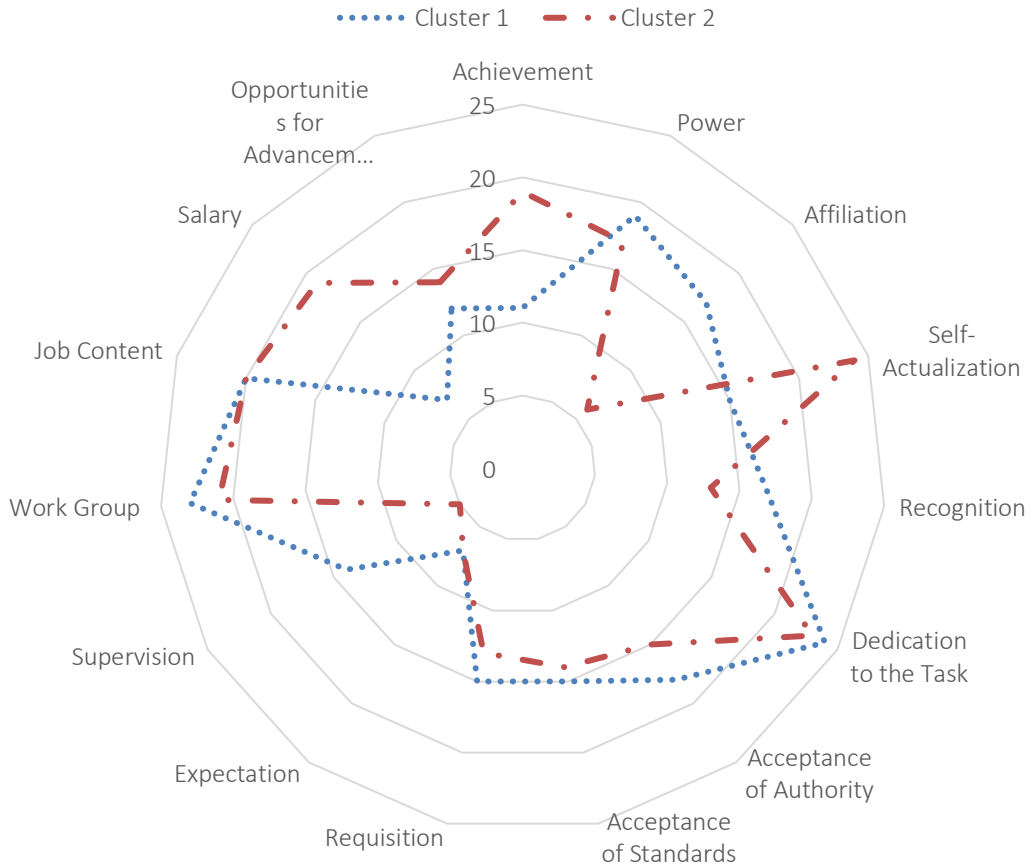 Cluster 1
Cluster 2
Achievement
Power
Affiliation
Self-
Actualization
Recognition
Dedication
to the Task
Acceptance
of Authority
Acceptance
of Standards
Requisition
Expectation
Supervision
Work Group
Job Content
Salary
Opportunitie
s for
Advancem...
25
20
15
10
5
0